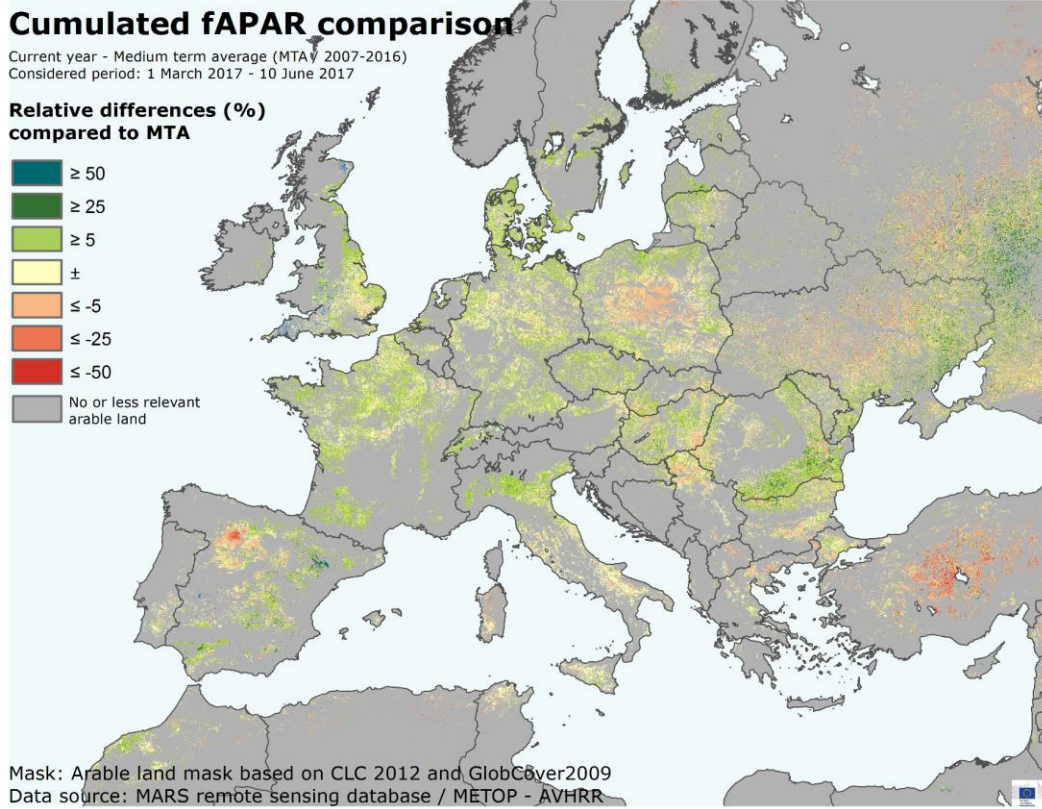 Cumulated fAPAR comparison
Current year - Medium term average (MTA / 2007-2016)
Considered period: 1 March 2017 - 10 June 2017
Relative differences (%)
compared to MTA
≥ 50
≥ 25
≥ 5
±
≤ -5
≤ -25
≤ -50
No or less relevant
arable land
Mask: Arable land mask based on CLC 2012 and GlobCover2009
Data source: MARS remote sensing database / METOP - AVHRR